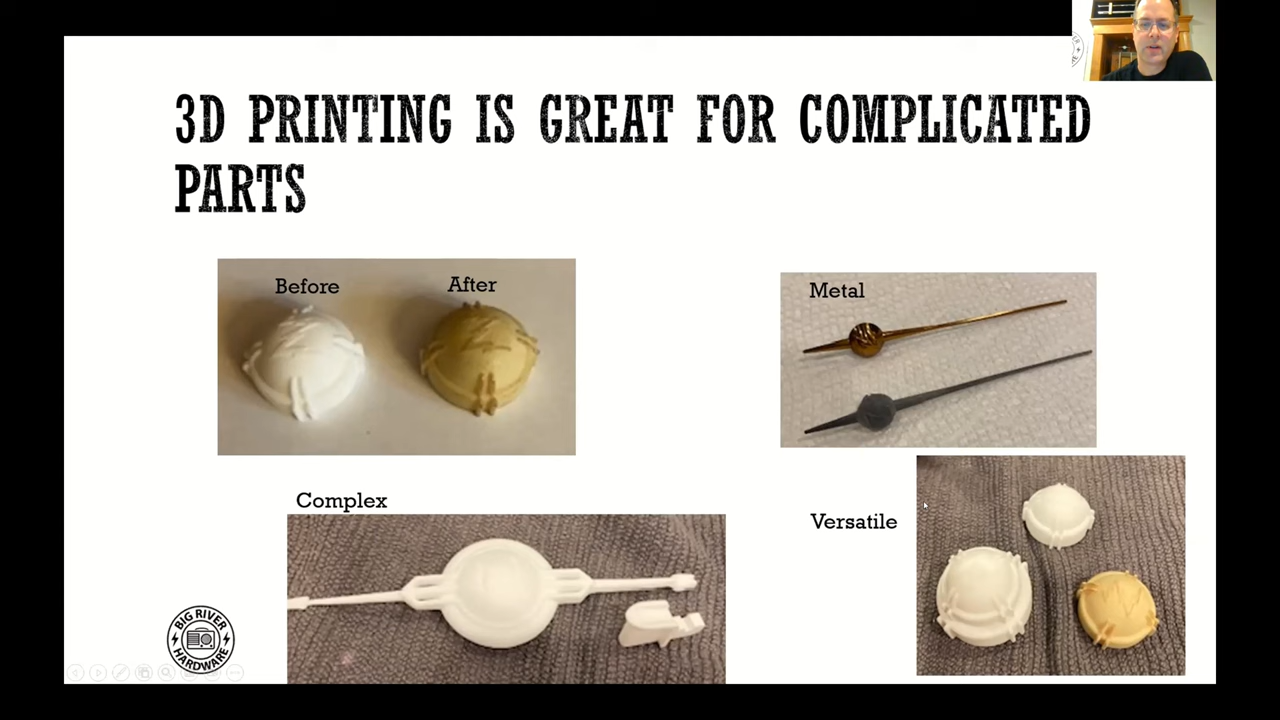 3D PRINTING IS GREAT FOR COMPLICATED
PARTS
Before
After
Metal
Complex
Versatile
BIG RIVER
HARDWARE